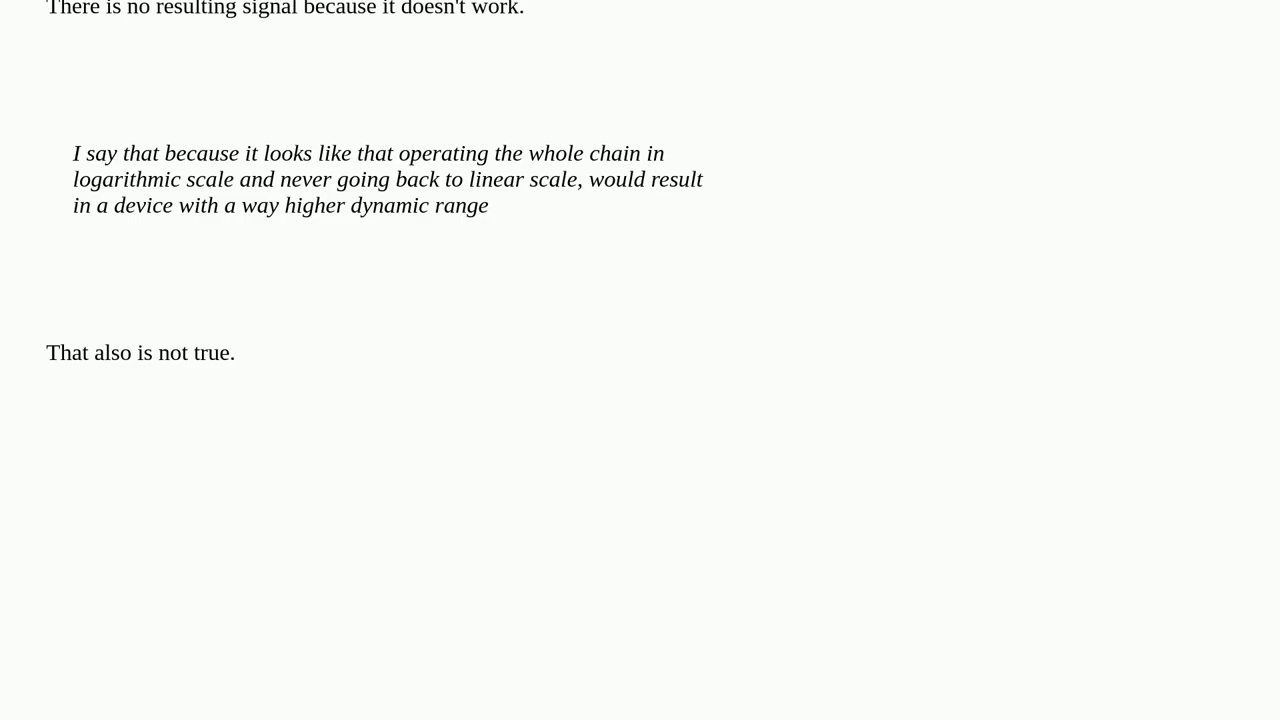 There is no resulting signal because it doesn't work.
I say that because it looks like that operating the whole chain in
logarithmic scale and never going back to linear scale, would result
in a device with a way higher dynamic range
That also is not true.